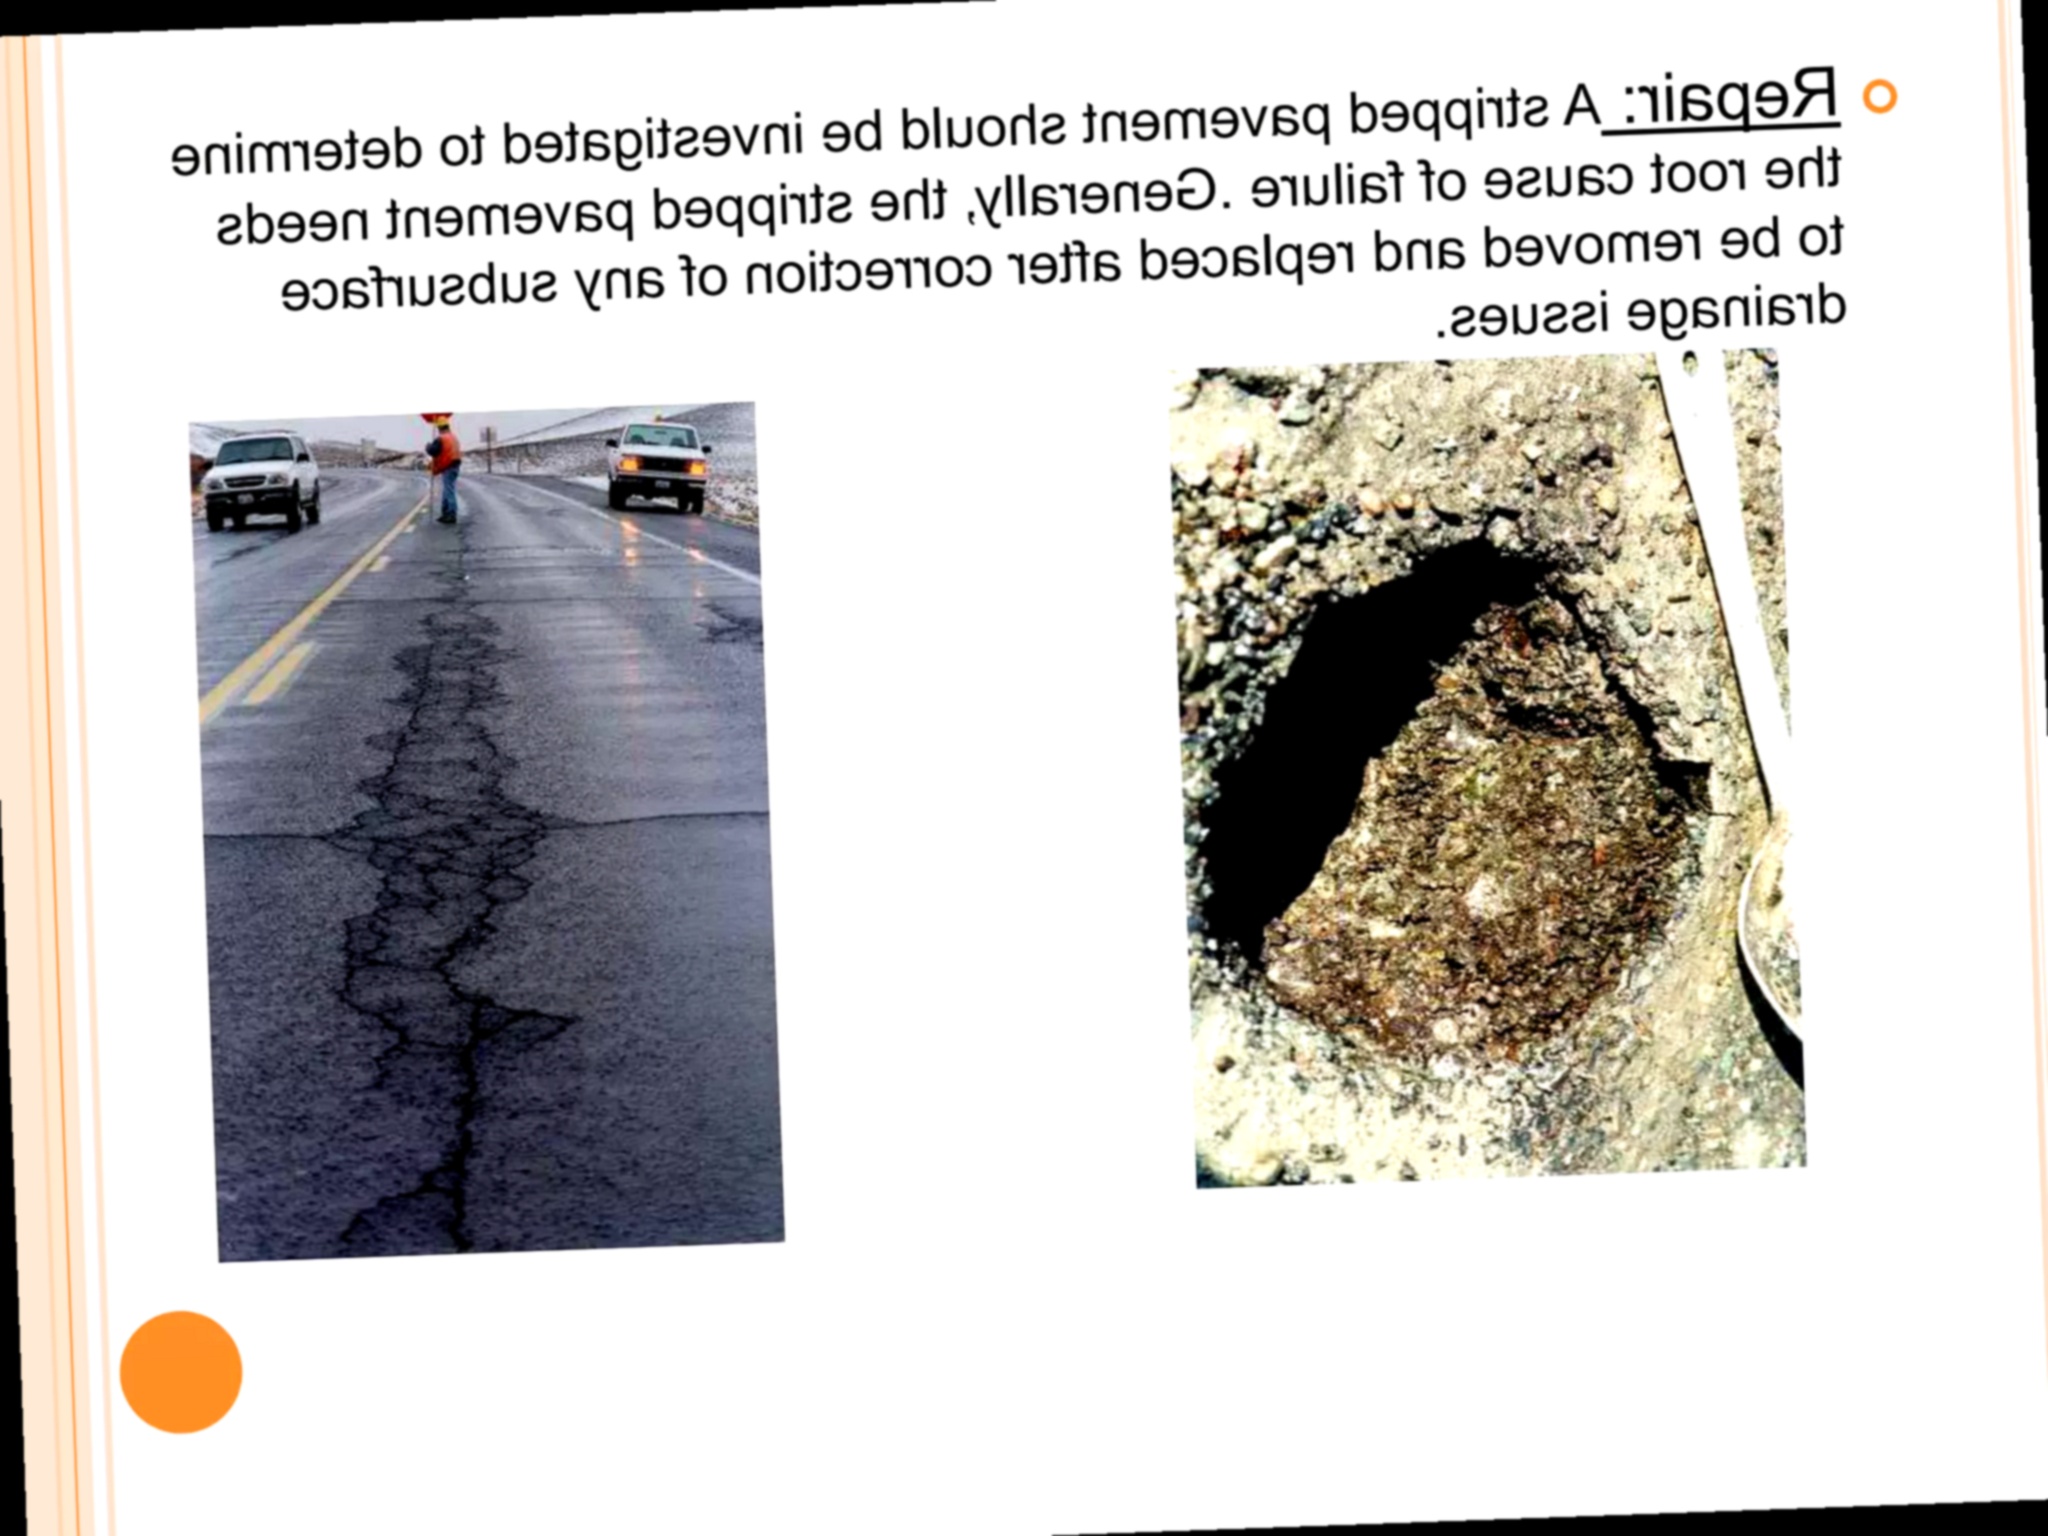 Repair: A stripped pavement should be investigated to determine
the root cause of failure .Generally, the stripped pavement needs
to be removed and replaced after correction of any subsurface
drainage issues.